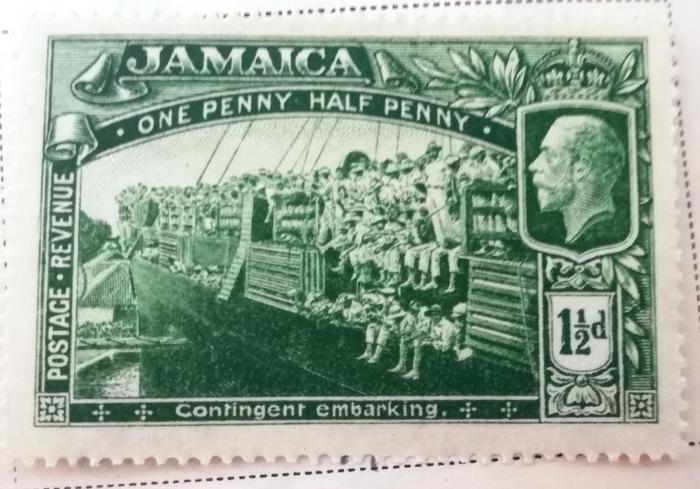 JAMAICA
· ONE PENNY HALF PENNY ·
POSTAGE · REVENUE
1½d
Contingent embarking.